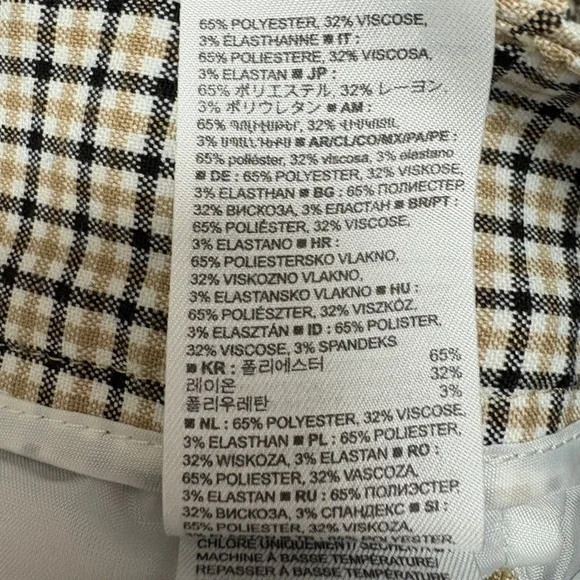 65% POLYESTER, 32% VISCOSE,
3% ÉLASTHANNE ■ IT :
65% POLIESTERE, 32% VISCOSA,
3% ELASTAN ■ JP :
65% ポリエステル, 32% レーヨン,
3% ポリウレタン ■ AM :
65% 32%
3% ■ AR/CL/CO/MX/PA/PE :
65% poliéster, 32% viscosa, 3% elastano
■ DE : 65% POLYESTER, 32% VISKOSE,
3% ELASTHAN ■ BG : 65% ПОЛИЕСТЕР,
32% ВИСКОЗА, 3% ЕЛАСТАН ■ BR/PT :
65% POLIÉSTER, 32% VISCOSE,
3% ELASTANO ■ HR :
65% POLIESTERSKO VLAKNO,
32% VISKOZNO VLAKNO,
3% ELASTANSKO VLAKNO ■ HU :
65% POLIÉSZTER, 32% VISZKÓZ,
3% ELASZTÁN ■ ID : 65% POLISTER,
32% VISCOSE, 3% SPANDEKS
■ KR : 폴리에스터 65%
레이온 32%
폴리우레탄 3%
■ NL : 65% POLYESTER, 32% VISCOSE,
3% ELASTHAN ■ PL : 65% POLIESTER,
32% WISKOZA, 3% ELASTAN ■ RO :
65% POLIESTER, 32% VASCOZA,
3% ELASTAN ■ RU : 65% ПОЛИЭСТЕР,
32% ВИСКОЗА, 3% СПАНДЕКС ■ SI :
65% POLIESTER, 32% VISKOZA,
POLYESTER,
CHLORE UNIQUEMENT
MACHINE À BASSE TEMPÉRATURE
REPASSER À BASSE TEMPÉRATURE